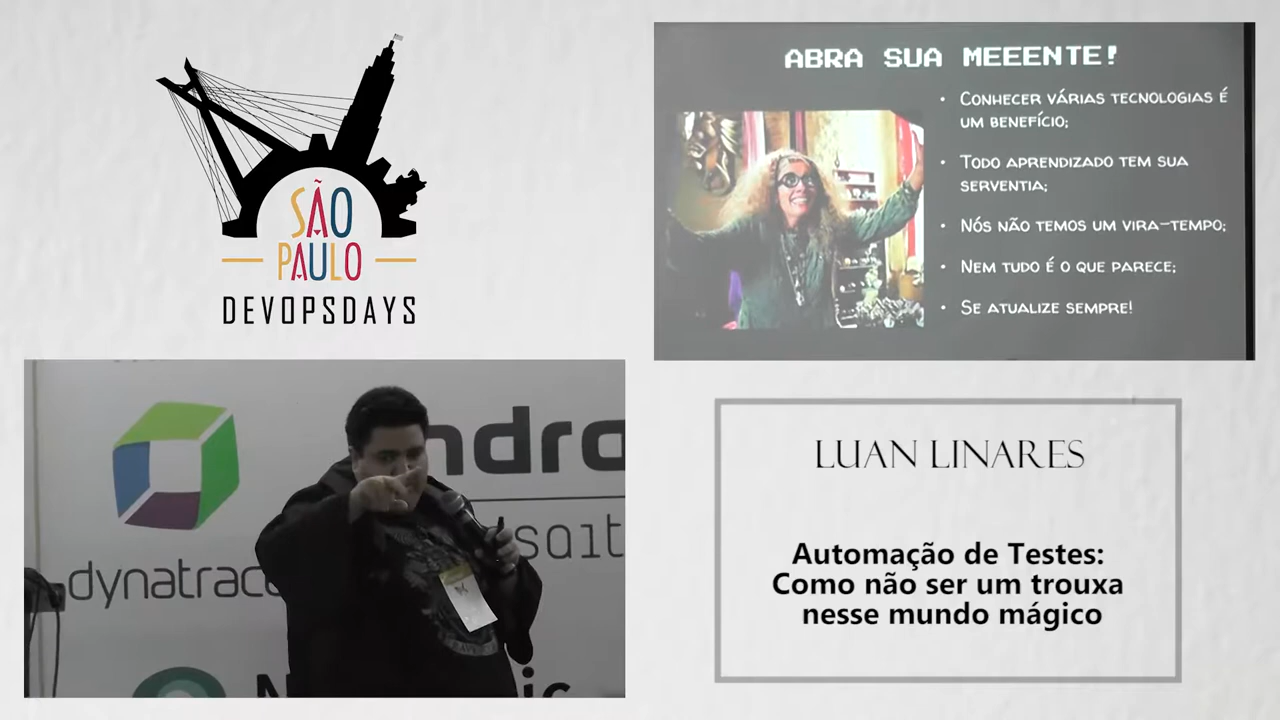 SÃO
PAULO
DEVOPSDAYS
ABRA SUA MEEENTE!
• CONHECER VÁRIAS TECNOLOGIAS É
UM BENEFÍCIO;
• TODO APRENDIZADO TEM SUA
SERVENTIA;
• NÓS NÃO TEMOS UM VIRA-TEMPO;
• NEM TUDO É O QUE PARECE;
• SE ATUALIZE SEMPRE!
ndra
dynatrac
LUAN LINARES
Automação de Testes:
Como não ser um trouxa
nesse mundo mágico